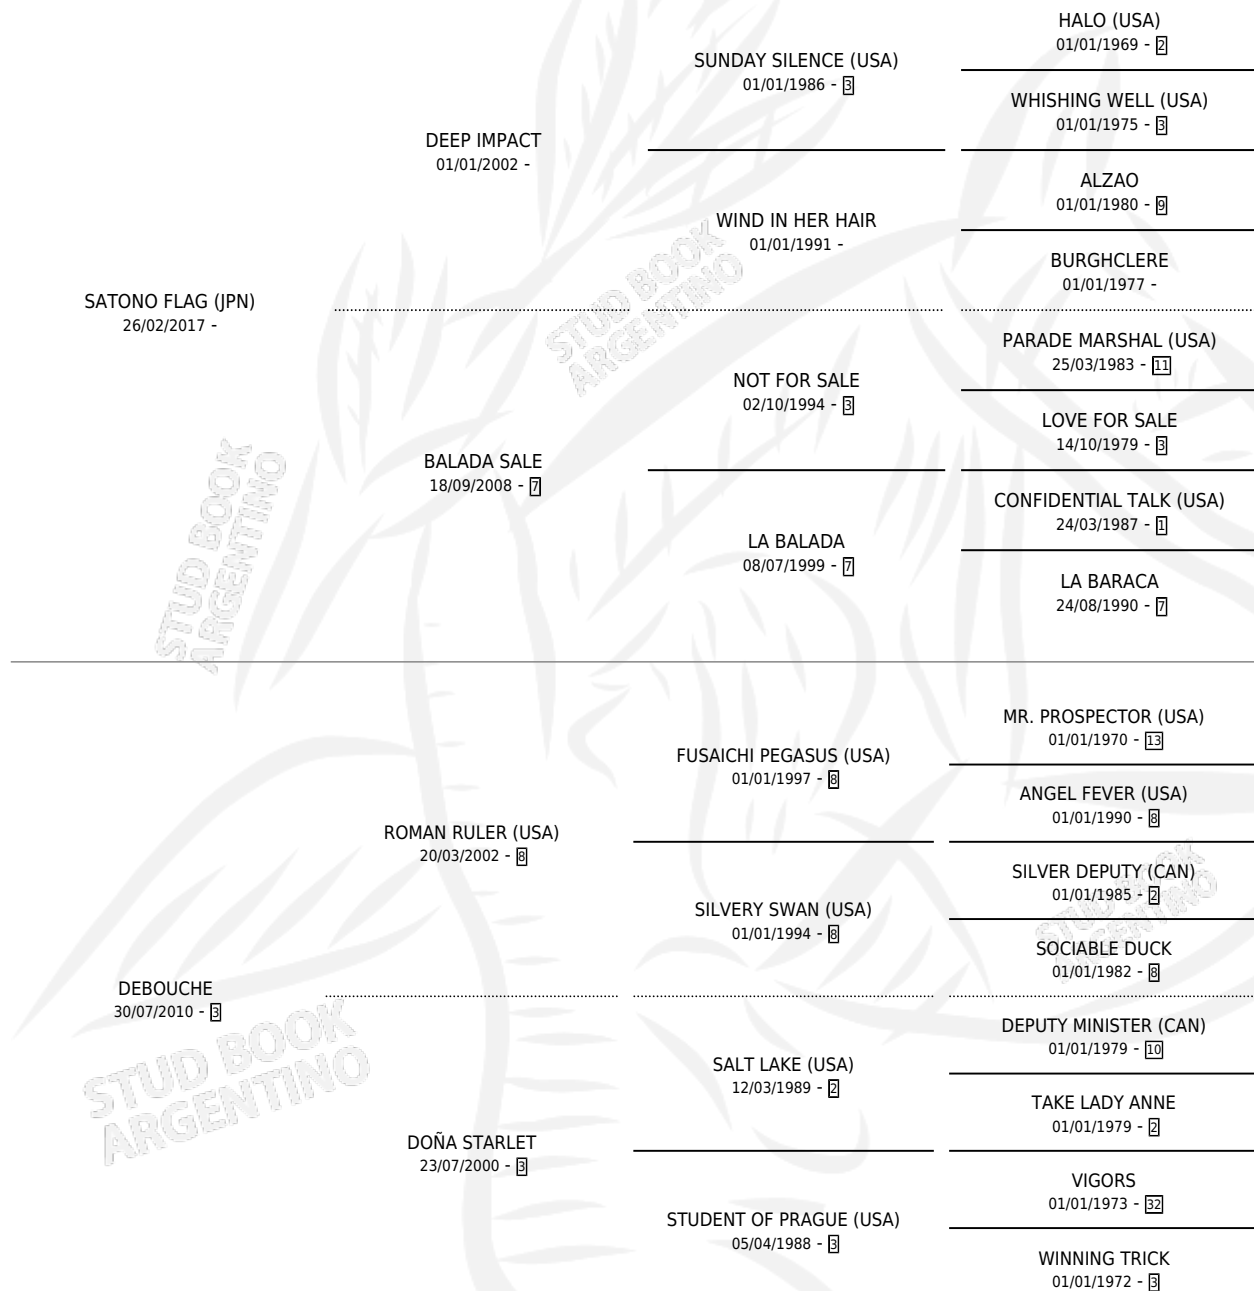 HALO (USA)
01/01/1969 - 2
SUNDAY SILENCE (USA)
01/01/1986 - 3
WHISHING WELL (USA)
01/01/1975 - 3
DEEP IMPACT
01/01/2002 -
ALZAO
01/01/1980 - 9
WIND IN HER HAIR
01/01/1991 -
BURGHCLERE
01/01/1977 -
SATONO FLAG (JPN)
26/02/2017 -
PARADE MARSHAL (USA)
25/03/1983 - 11
NOT FOR SALE
02/10/1994 - 3
LOVE FOR SALE
14/10/1979 - 3
BALADA SALE
18/09/2008 - 7
CONFIDENTIAL TALK (USA)
24/03/1987 - 1
LA BALADA
08/07/1999 - 7
LA BARACA
24/08/1990 - 7
MR. PROSPECTOR (USA)
01/01/1970 - 13
FUSAICHI PEGASUS (USA)
01/01/1997 - 8
ANGEL FEVER (USA)
01/01/1990 - 8
ROMAN RULER (USA)
20/03/2002 - 8
SILVER DEPUTY (CAN)
01/01/1985 - 2
SILVERY SWAN (USA)
01/01/1994 - 8
SOCIABLE DUCK
01/01/1982 - 8
DEBOUCHE
30/07/2010 - 3
DEPUTY MINISTER (CAN)
01/01/1979 - 10
SALT LAKE (USA)
12/03/1989 - 2
TAKE LADY ANNE
01/01/1979 - 2
DOÑA STARLET
23/07/2000 - 3
VIGORS
01/01/1973 - 32
STUDENT OF PRAGUE (USA)
05/04/1988 - 3
WINNING TRICK
01/01/1972 - 3
STUD BOOK
ARGENTINO
STUD BOOK
ARGENTINO
STUD BOOK
ARGENTINO
STUD BOOK
ARGENTINO